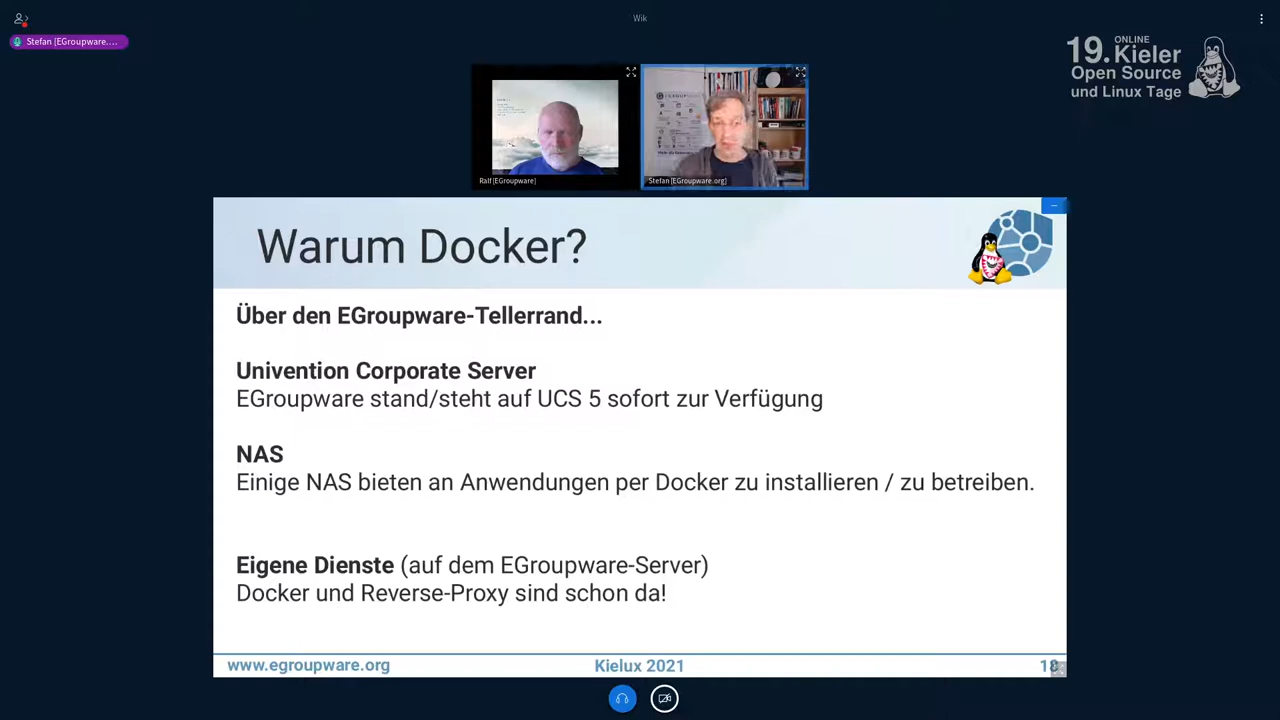 Wik
Stefan [EGroupware....
ONLINE
19. Kieler
Open Source
und Linux Tage
Ralf [EGroupware]
Stefan [EGroupware.org]
Warum Docker?
Über den EGroupware-Tellerrand...
Univention Corporate Server
EGroupware stand/steht auf UCS 5 sofort zur Verfügung
NAS
Einige NAS bieten an Anwendungen per Docker zu installieren / zu betreiben.
Eigene Dienste (auf dem EGroupware-Server)
Docker und Reverse-Proxy sind schon da!
www.egroupware.org
Kielux 2021
18